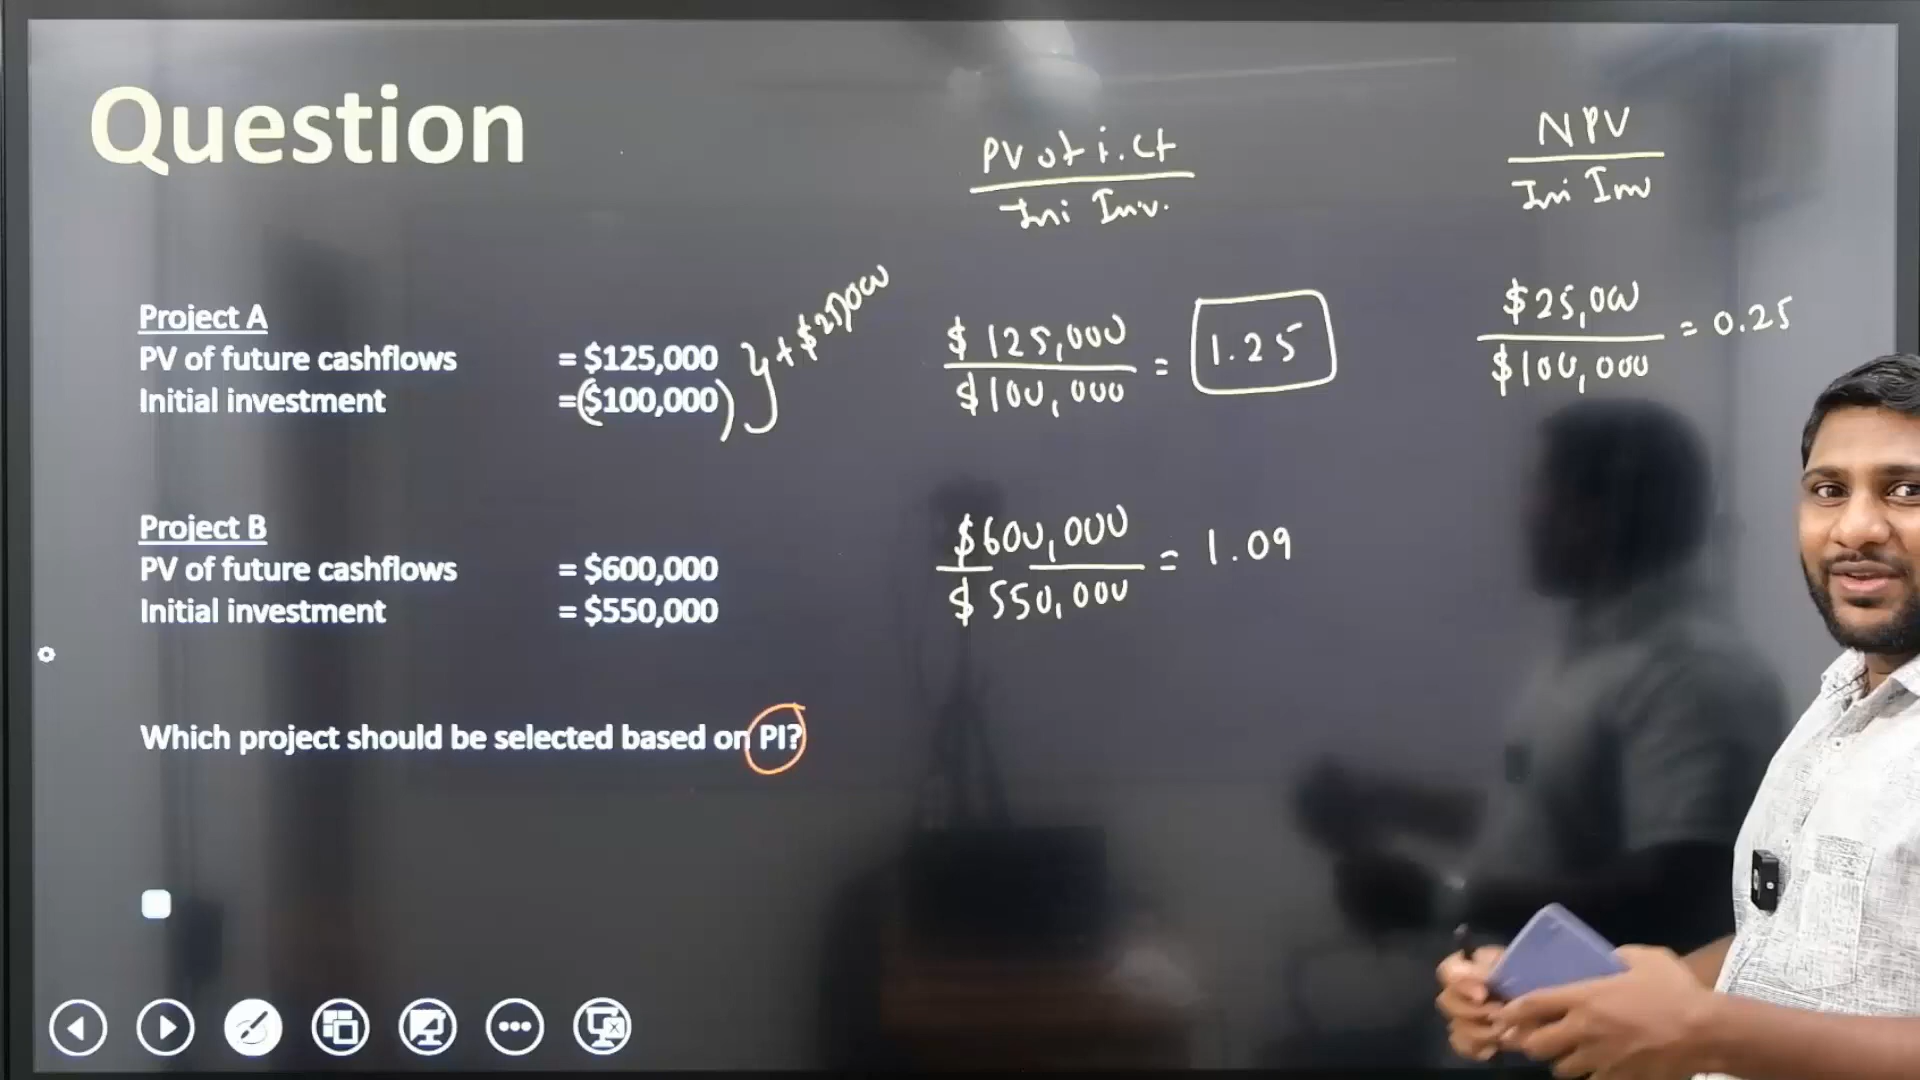 Question
PV of i.Cf
Ini Inv.
NPV
Ini Inv
Project A
PV of future cashflows = $125,000
Initial investment =($100,000)
+ $25,000
$125,000
$100,000
= 1.25
$25,000
$100,000
= 0.25
Project B
PV of future cashflows = $600,000
Initial investment = $550,000
$600,000
$550,000
= 1.09
Which project should be selected based on PI?